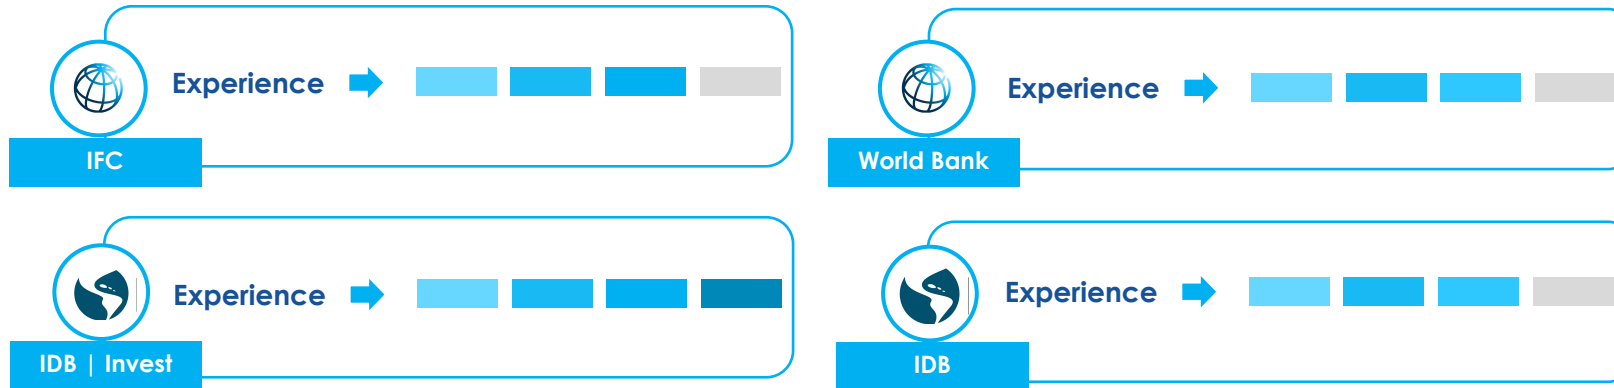 Experience
IFC
Experience
World Bank
Experience
IDB | Invest
Experience
IDB